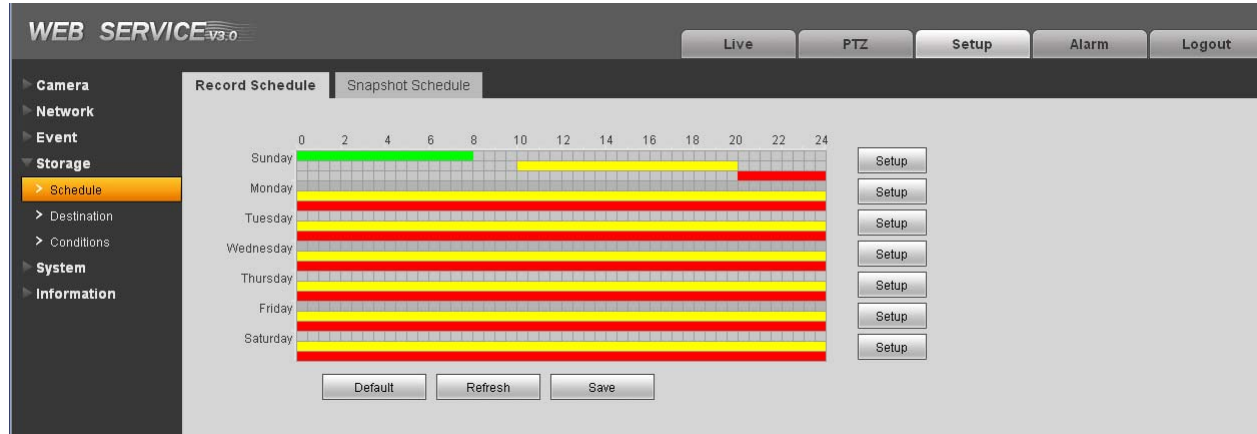 WEB SERVICE V3.0
Live PTZ Setup Alarm Logout
Camera
Network
Event
Storage
> Schedule
> Destination
> Conditions
System
Information
Record Schedule Snapshot Schedule
0 2 4 6 8 10 12 14 16 18 20 22 24
Sunday Setup
Monday Setup
Tuesday Setup
Wednesday Setup
Thursday Setup
Friday Setup
Saturday Setup
Default Refresh Save